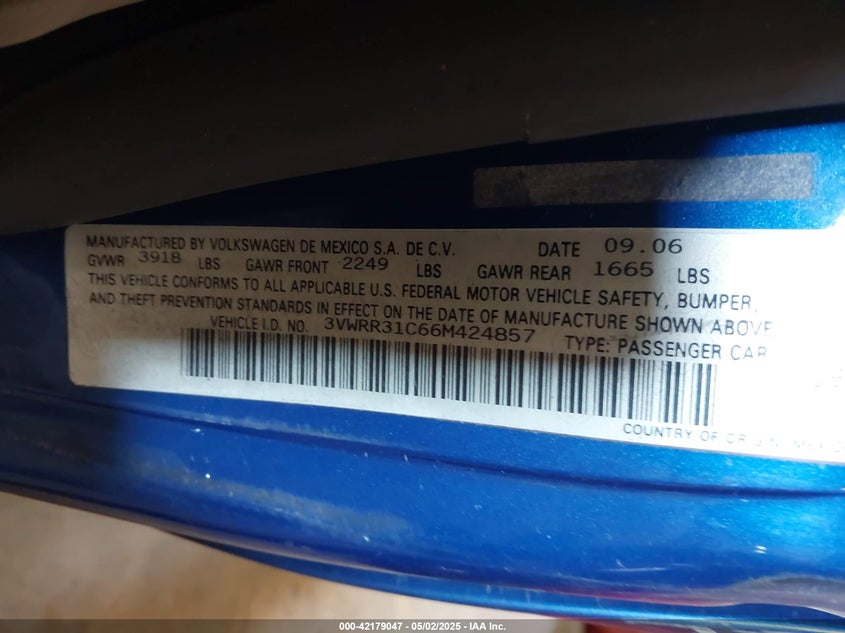 MANUFACTURED BY VOLKSWAGEN DE MEXICO S.A. DE C.V. DATE 09.06
GVWR 3918 LBS GAWR FRONT 2249 LBS GAWR REAR 1665 LBS
THIS VEHICLE CONFORMS TO ALL APPLICABLE U.S. FEDERAL MOTOR VEHICLE SAFETY, BUMPER,
AND THEFT PREVENTION STANDARDS IN EFFECT ON THE DATE OF MANUFACTURE SHOWN ABOVE
VEHICLE I.D. NO. 3VWRR31C66M424857 TYPE: PASSENGER CAR
COUNTRY OF ORIGIN:
000-42179047 - 05/02/2025 - IAA Inc.